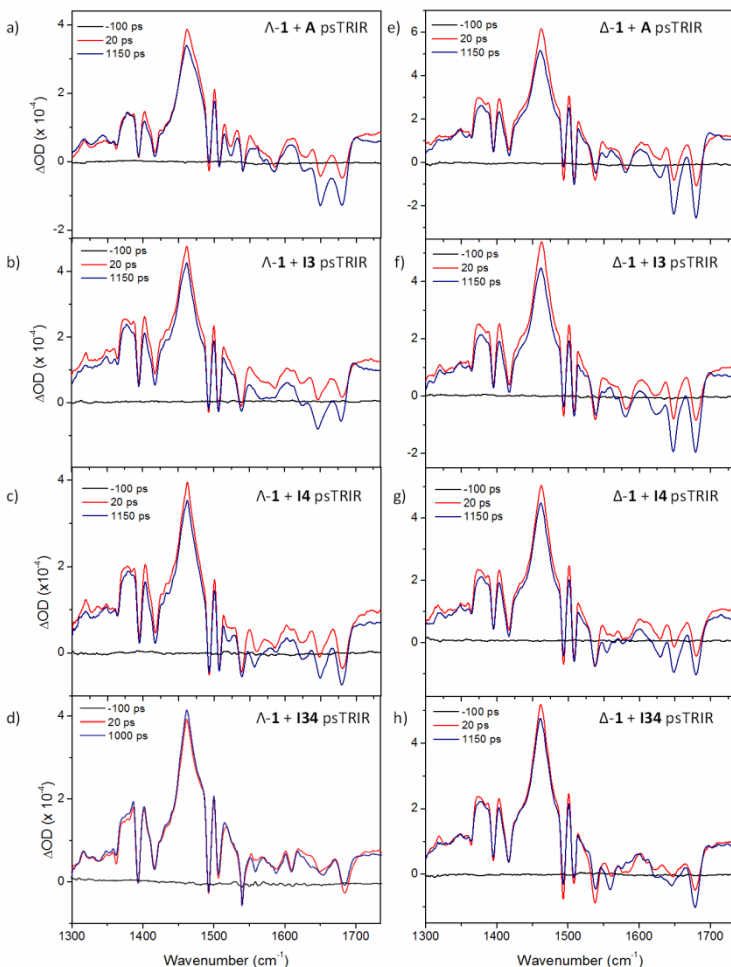 a)
Λ-1 + A psTRIR
-100 ps
20 ps
1150 ps
4
2
0
-2
ΔOD (x 10⁻⁴)
b)
Λ-1 + I3 psTRIR
-100 ps
20 ps
1150 ps
4
2
0
ΔOD (x 10⁻⁴)
c)
Λ-1 + I4 psTRIR
-100 ps
20 ps
1150 ps
4
2
0
ΔOD (x10⁻⁴)
d)
Λ-1 + I34 psTRIR
-100 ps
20 ps
1000 ps
4
2
0
ΔOD (x 10⁻⁴)
1300 1400 1500 1600 1700
Wavenumber (cm⁻¹)
e)
Δ-1 + A psTRIR
-100 ps
20 ps
1150 ps
6
4
2
0
-2
f)
Δ-1 + I3 psTRIR
-100 ps
20 ps
1150 ps
4
2
0
-2
g)
Δ-1 + I4 psTRIR
-100 ps
20 ps
1150 ps
4
2
0
h)
Δ-1 + I34 psTRIR
-100 ps
20 ps
1150 ps
4
2
0
1300 1400 1500 1600 1700
Wavenumber (cm⁻¹)